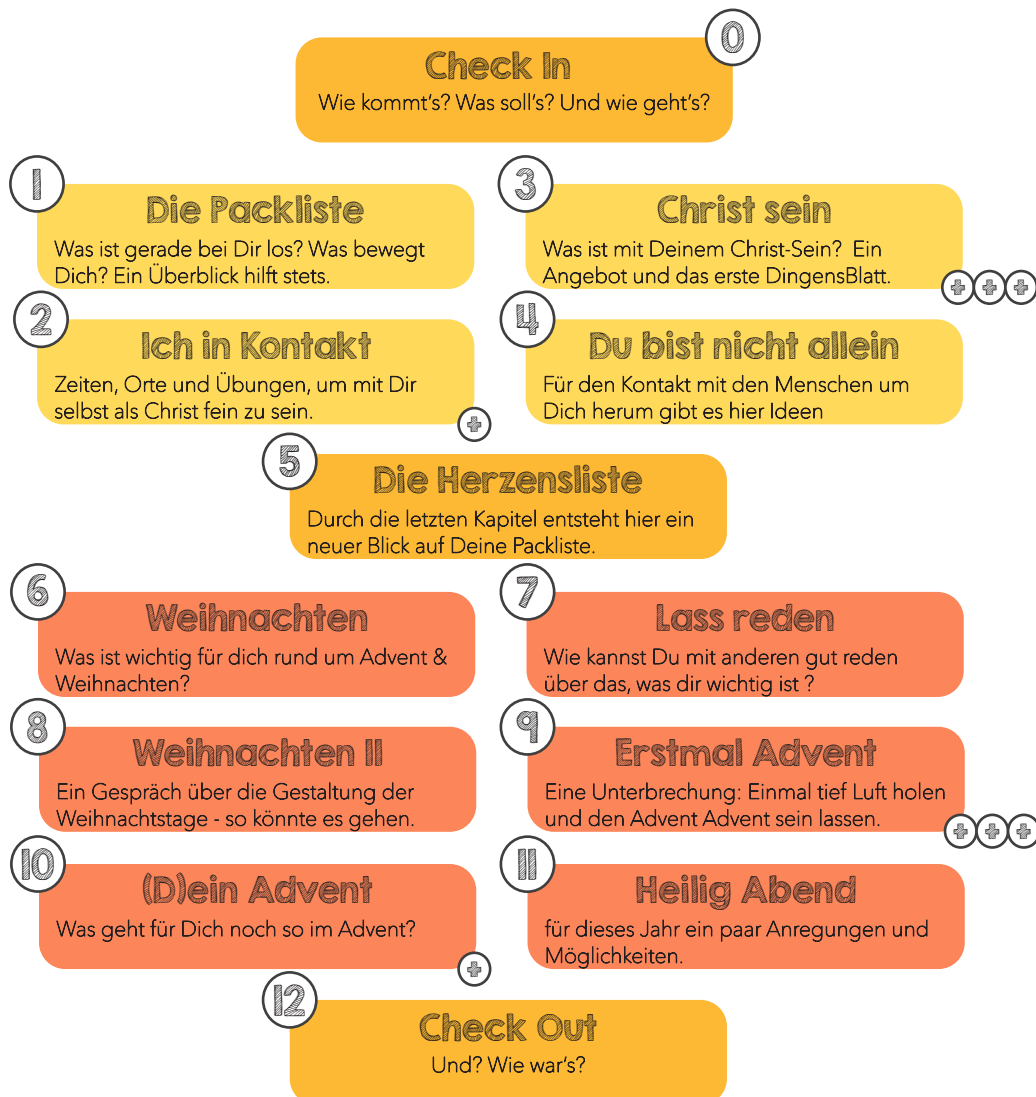 0
Check In
Wie kommt's? Was soll's? Und wie geht's?
1
Die Packliste
Was ist gerade bei Dir los? Was bewegt
Dich? Ein Überblick hilft stets.
2
Ich in Kontakt
Zeiten, Orte und Übungen, um mit Dir
selbst als Christ fein zu sein.
+
3
Christ sein
Was ist mit Deinem Christ-Sein? Ein
Angebot und das erste DingensBlatt.
+ + +
4
Du bist nicht allein
Für den Kontakt mit den Menschen um
Dich herum gibt es hier Ideen
5
Die Herzensliste
Durch die letzten Kapitel entsteht hier ein
neuer Blick auf Deine Packliste.
6
Weihnachten
Was ist wichtig für dich rund um Advent &
Weihnachten?
7
Lass reden
Wie kannst Du mit anderen gut reden
über das, was dir wichtig ist ?
8
Weihnachten II
Ein Gespräch über die Gestaltung der
Weihnachtstage - so könnte es gehen.
9
Erstmal Advent
Eine Unterbrechung: Einmal tief Luft holen
und den Advent Advent sein lassen.
+ + +
10
(D)ein Advent
Was geht für Dich noch so im Advent?
+
11
Heilig Abend
für dieses Jahr ein paar Anregungen und
Möglichkeiten.
12
Check Out
Und? Wie war's?